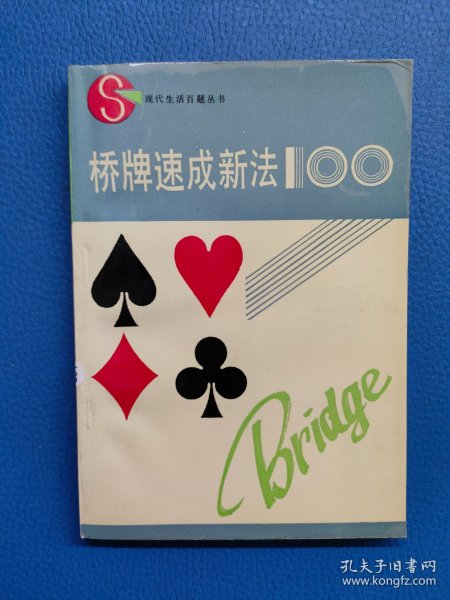 S
现代生活百题丛书
桥牌速成新法100
Bridge
孔夫子旧书网
www.kongfz.com